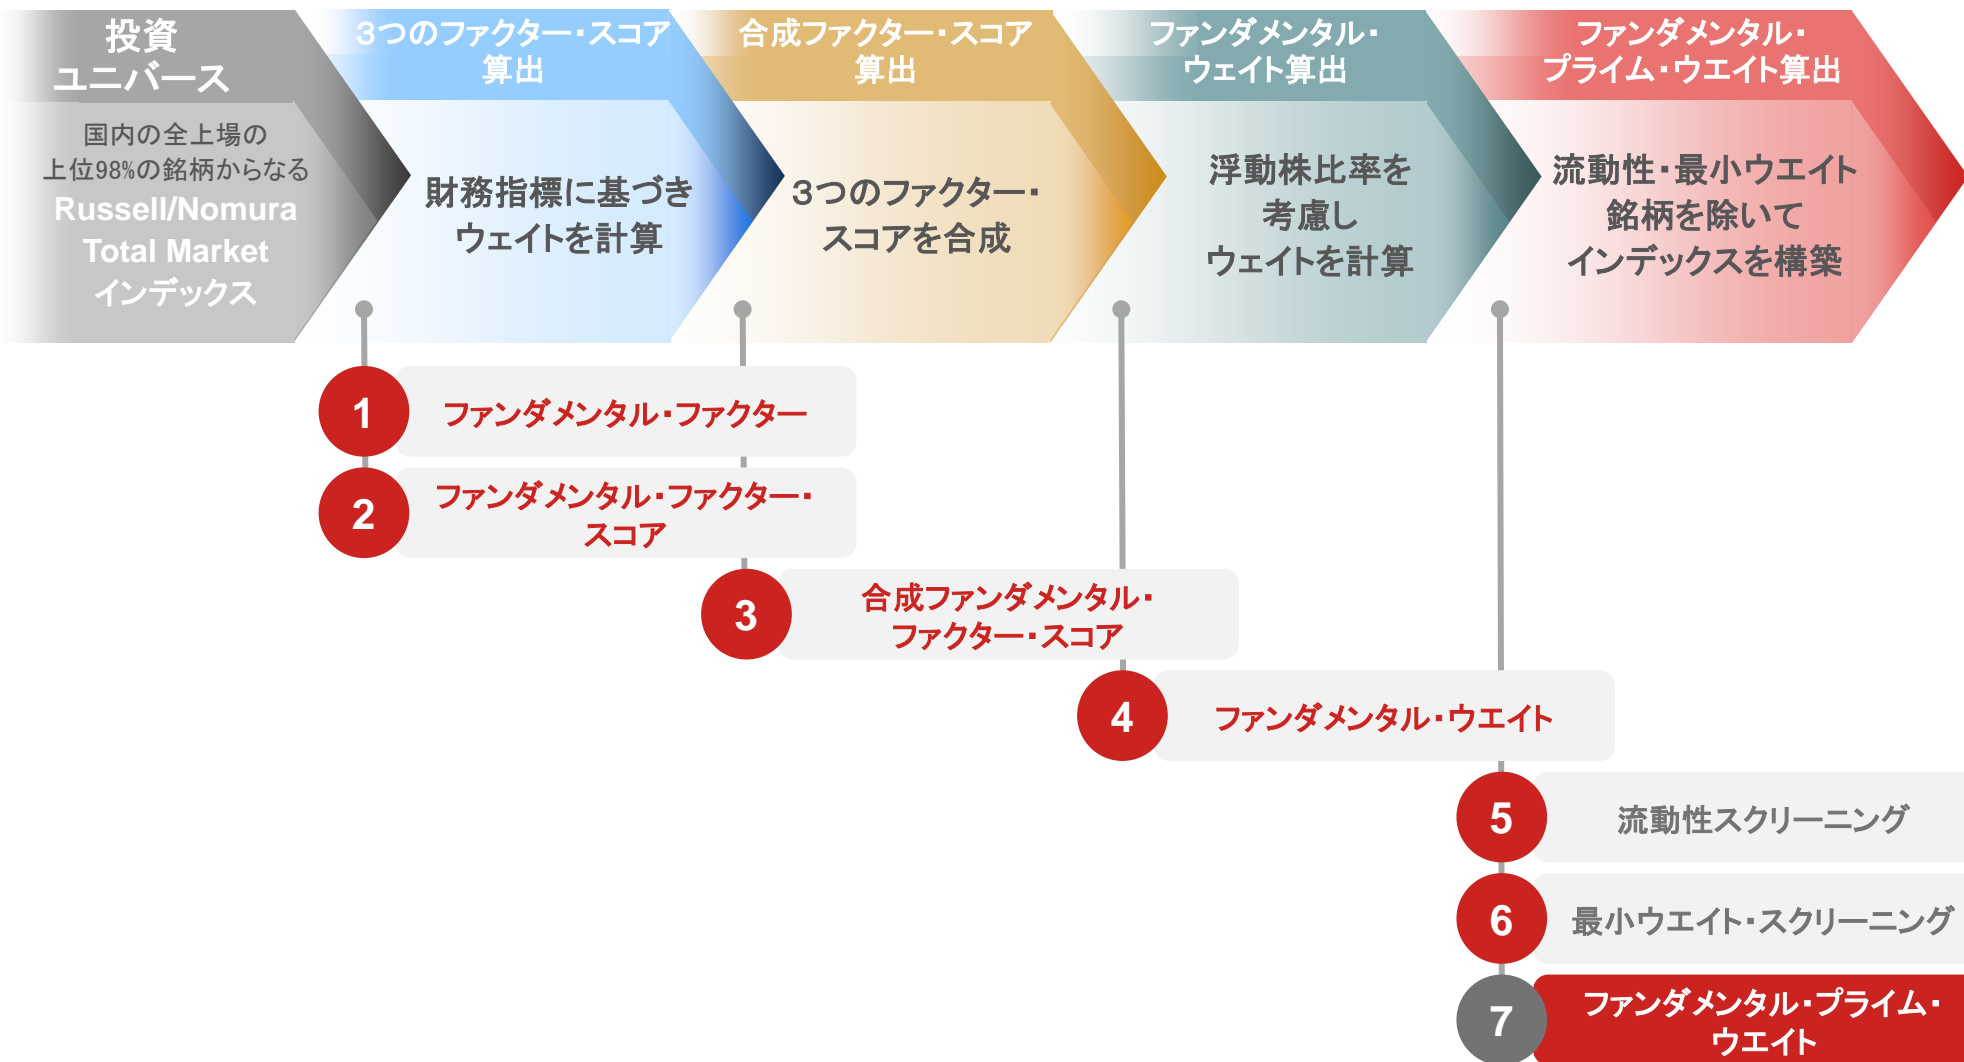 投資
ユニバース
国内の全上場の
上位98%の銘柄からなる
Russell/Nomura
Total Market
インデックス
3つのファクター・スコア
算出
財務指標に基づき
ウェイトを計算
合成ファクター・スコア
算出
3つのファクター・
スコアを合成
ファンダメンタル・
ウェイト算出
浮動株比率を
考慮し
ウェイトを計算
ファンダメンタル・
プライム・ウエイト算出
流動性・最小ウエイト
銘柄を除いて
インデックスを構築
1
ファンダメンタル・ファクター
2
ファンダメンタル・ファクター・
スコア
3
合成ファンダメンタル・
ファクター・スコア
4
ファンダメンタル・ウエイト
5
流動性スクリーニング
6
最小ウエイト・スクリーニング
7
ファンダメンタル・プライム・
ウエイト